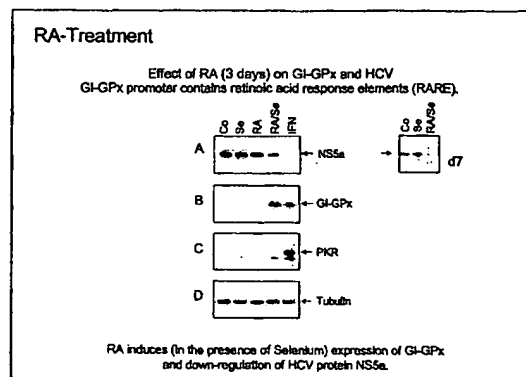 RA-Treatment
Effect of RA (3 days) on GI-GPx and HCV
GI-GPx promoter contains retinoic acid response elements (RARE).
Co Se RA RA/Se IFN
Co Se RA/Se
A NS5a d7
B GI-GPx
C PKR
D Tubulin
RA induces (in the presence of Selenium) expression of GI-GPx
and down-regulation of HCV protein NS5a.